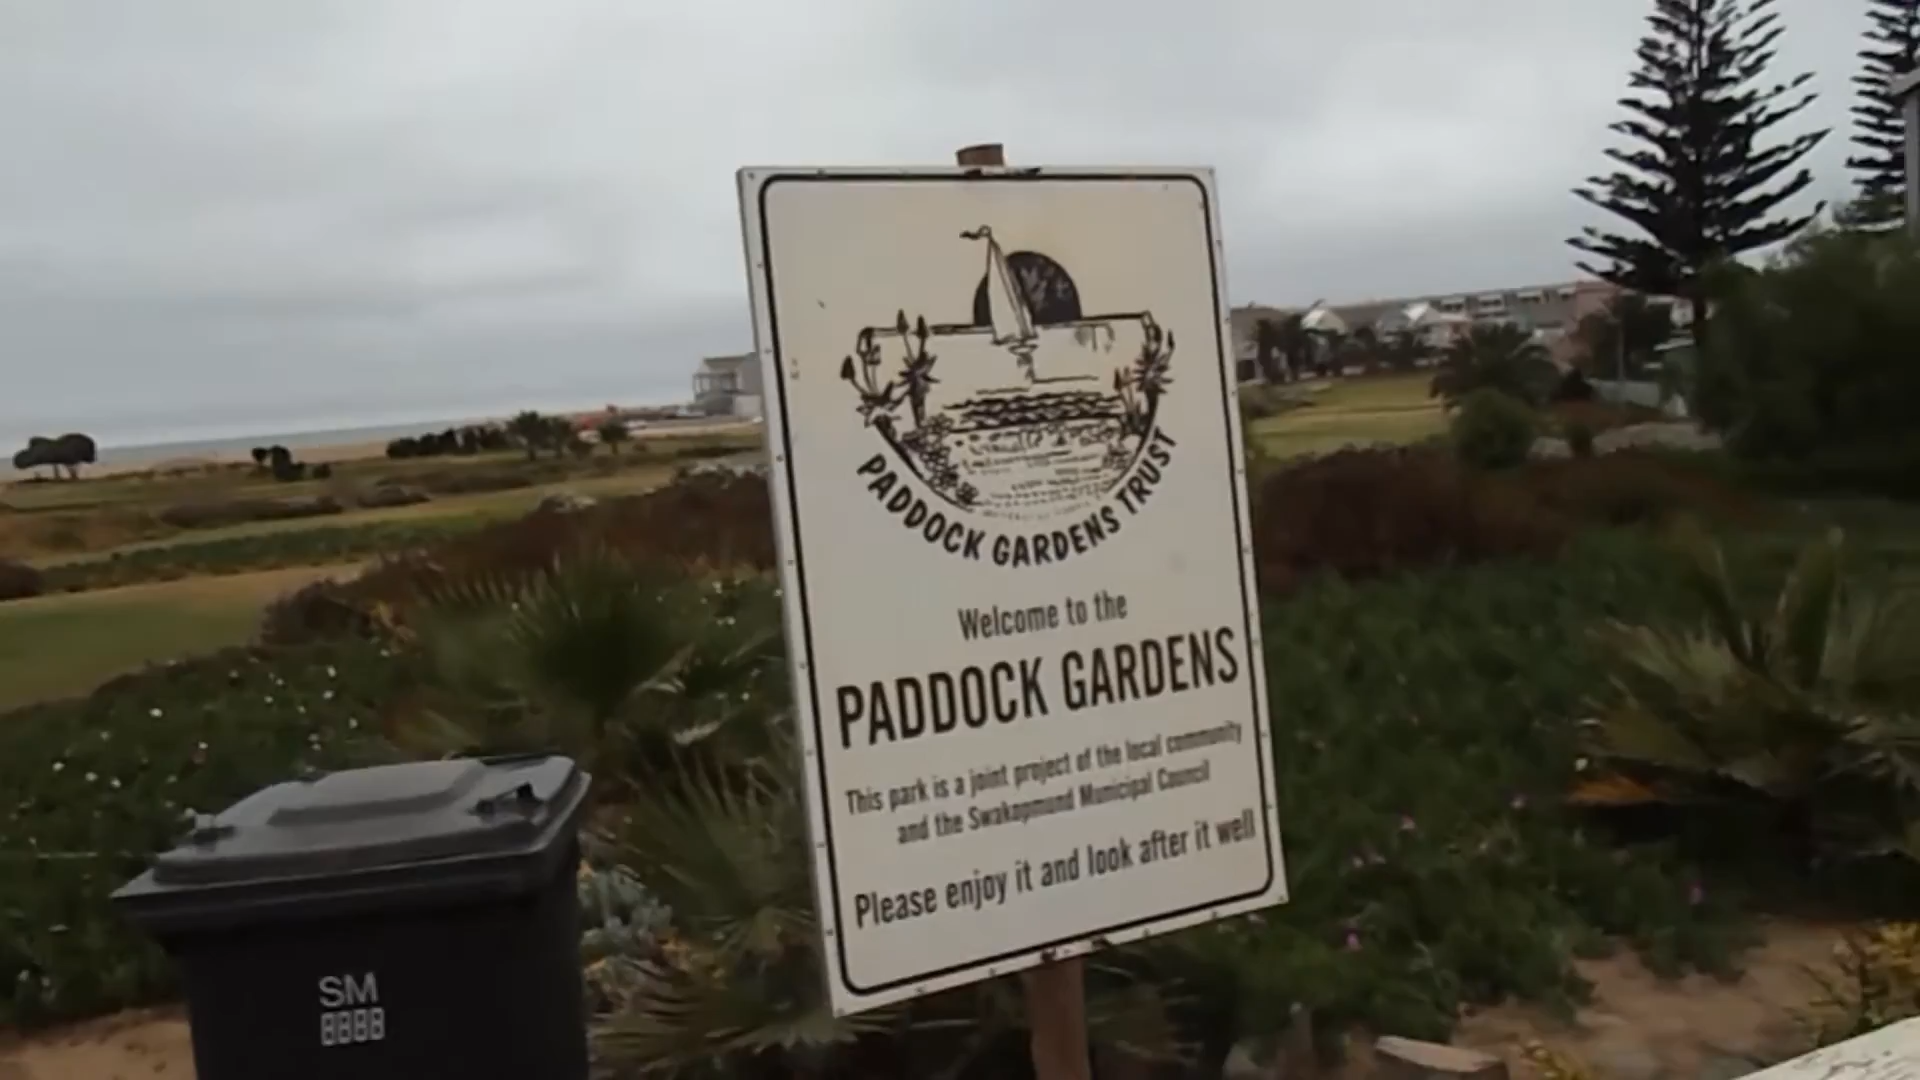 PADDOCK GARDENS TRUST
Welcome to the
PADDOCK GARDENS
This park is a joint project of the local community
and the Swakopmund Municipal Council
Please enjoy it and look after it well
SM
8888